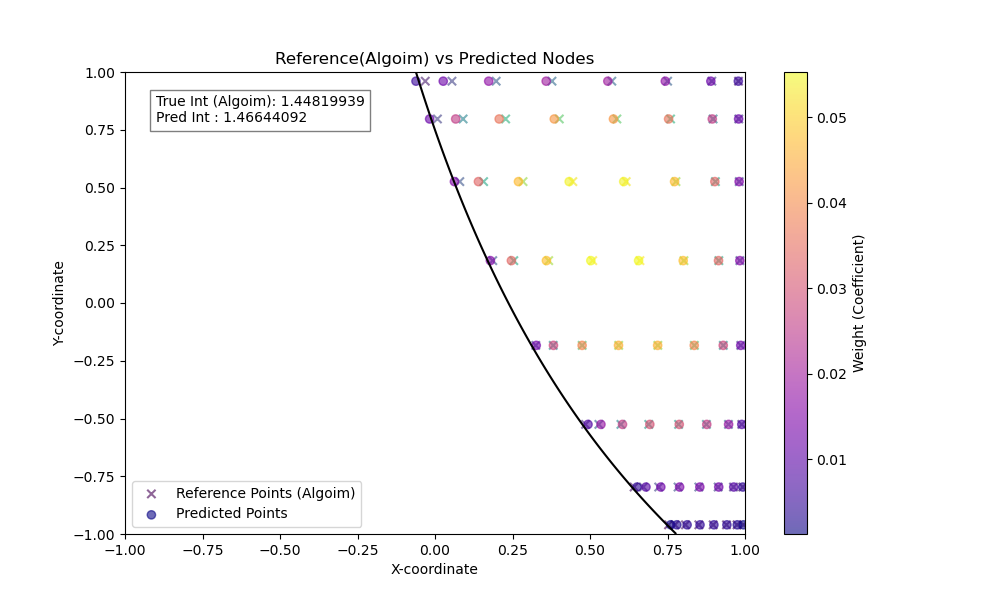 Reference(Algoim) vs Predicted Nodes
True Int (Algoim): 1.44819939
Pred Int : 1.46644092
1.00
0.75
0.50
0.25
0.00
−0.25
−0.50
−0.75
−1.00
Y-coordinate
Reference Points (Algoim)
Predicted Points
−1.00 −0.75 −0.50 −0.25 0.00 0.25 0.50 0.75 1.00
X-coordinate
0.05
0.04
0.03
0.02
0.01
Weight (Coefficient)